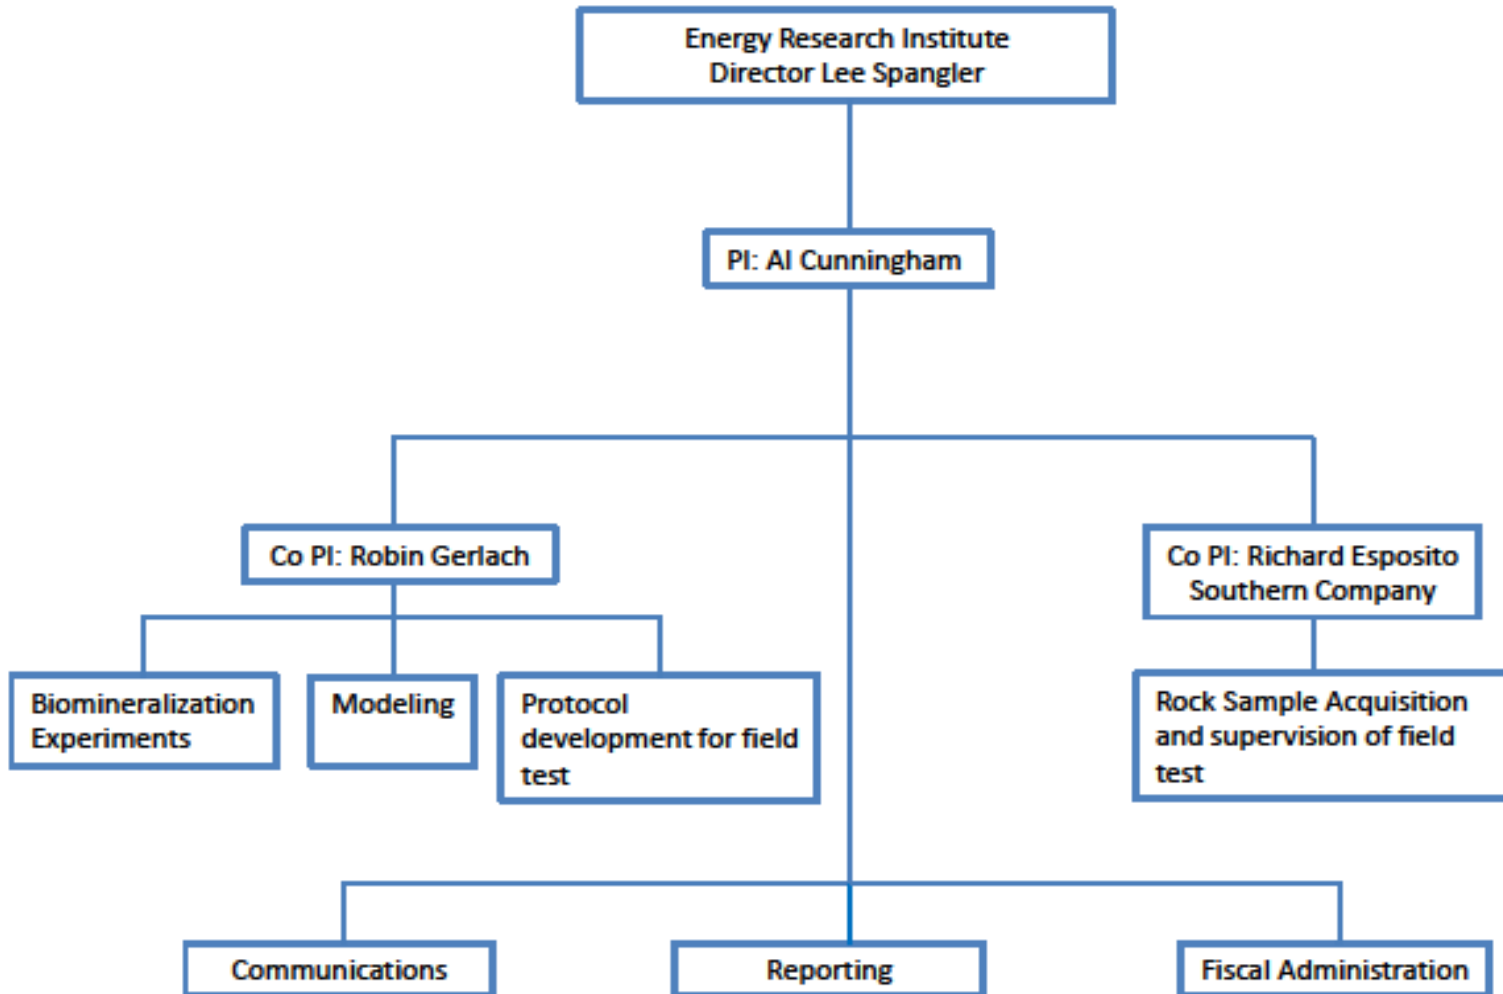 Energy Research Institute
Director Lee Spangler
PI: Al Cunningham
Co PI: Robin Gerlach
Co PI: Richard Esposito
Southern Company
Biomineralization
Experiments
Modeling
Protocol
development for field
test
Rock Sample Acquisition
and supervision of field
test
Communications
Reporting
Fiscal Administration